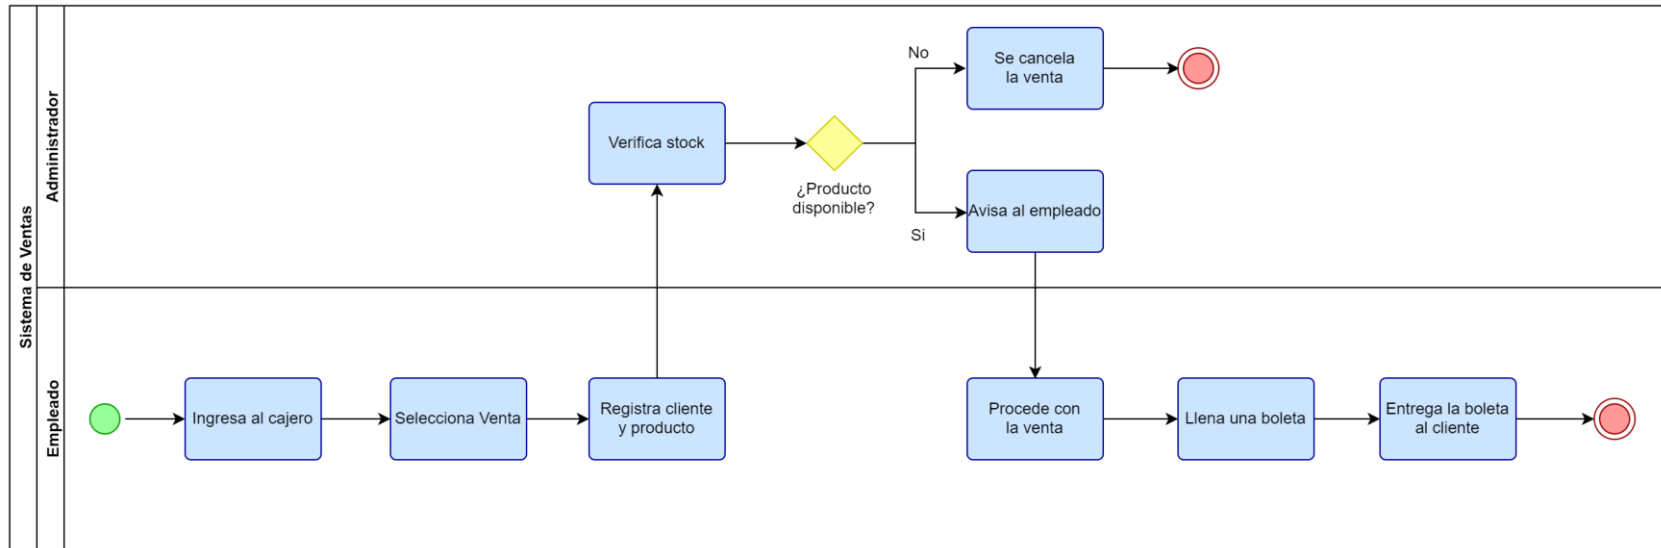 Sistema de Ventas
Administrador
Verifica stock
¿Producto
disponible?
No
Se cancela
la venta
Si
Avisa al empleado
Empleado
Ingresa al cajero
Selecciona Venta
Registra cliente
y producto
Procede con
la venta
Llena una boleta
Entrega la boleta
al cliente